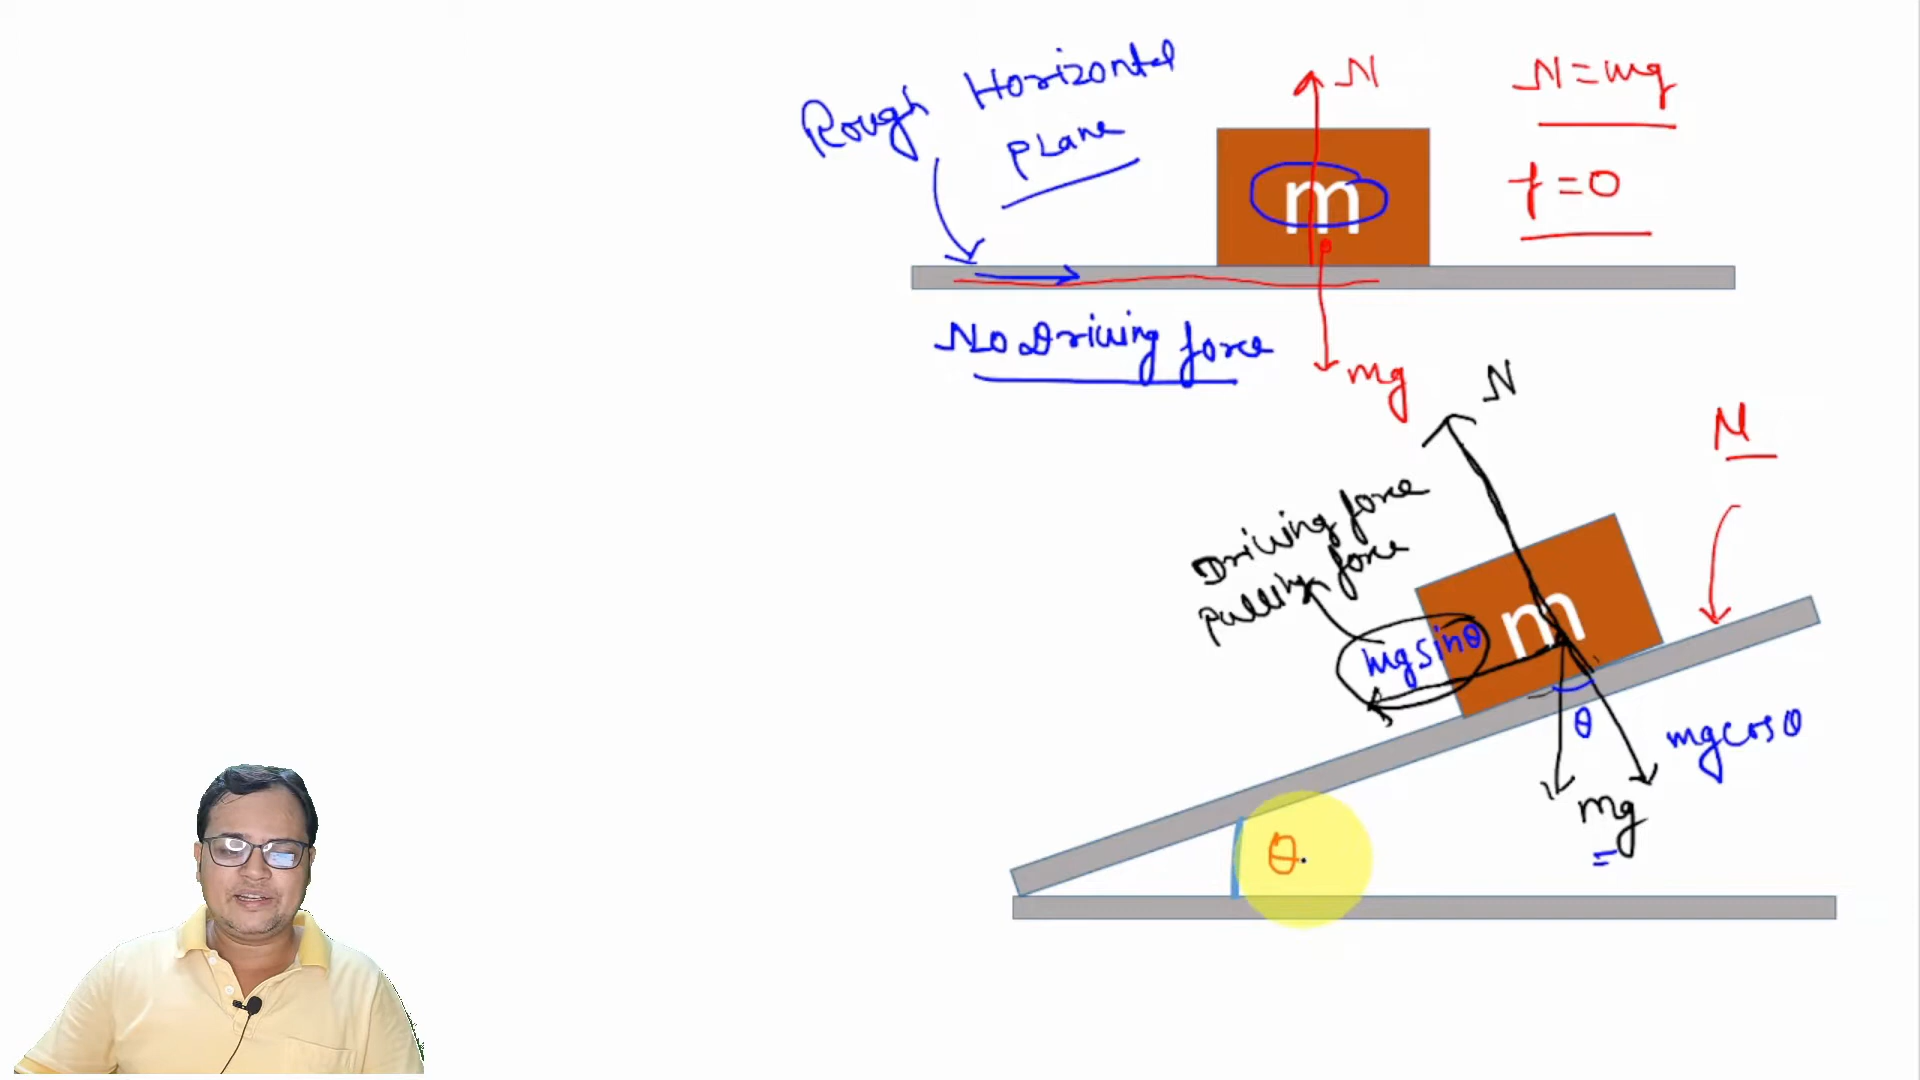 Rough Horizontal
plane
N
N=mg
m
f=0
No Driving force
mg
N
μ
Driving force
pulling force
mgsinθ
m
θ
mgcosθ
mg
θ